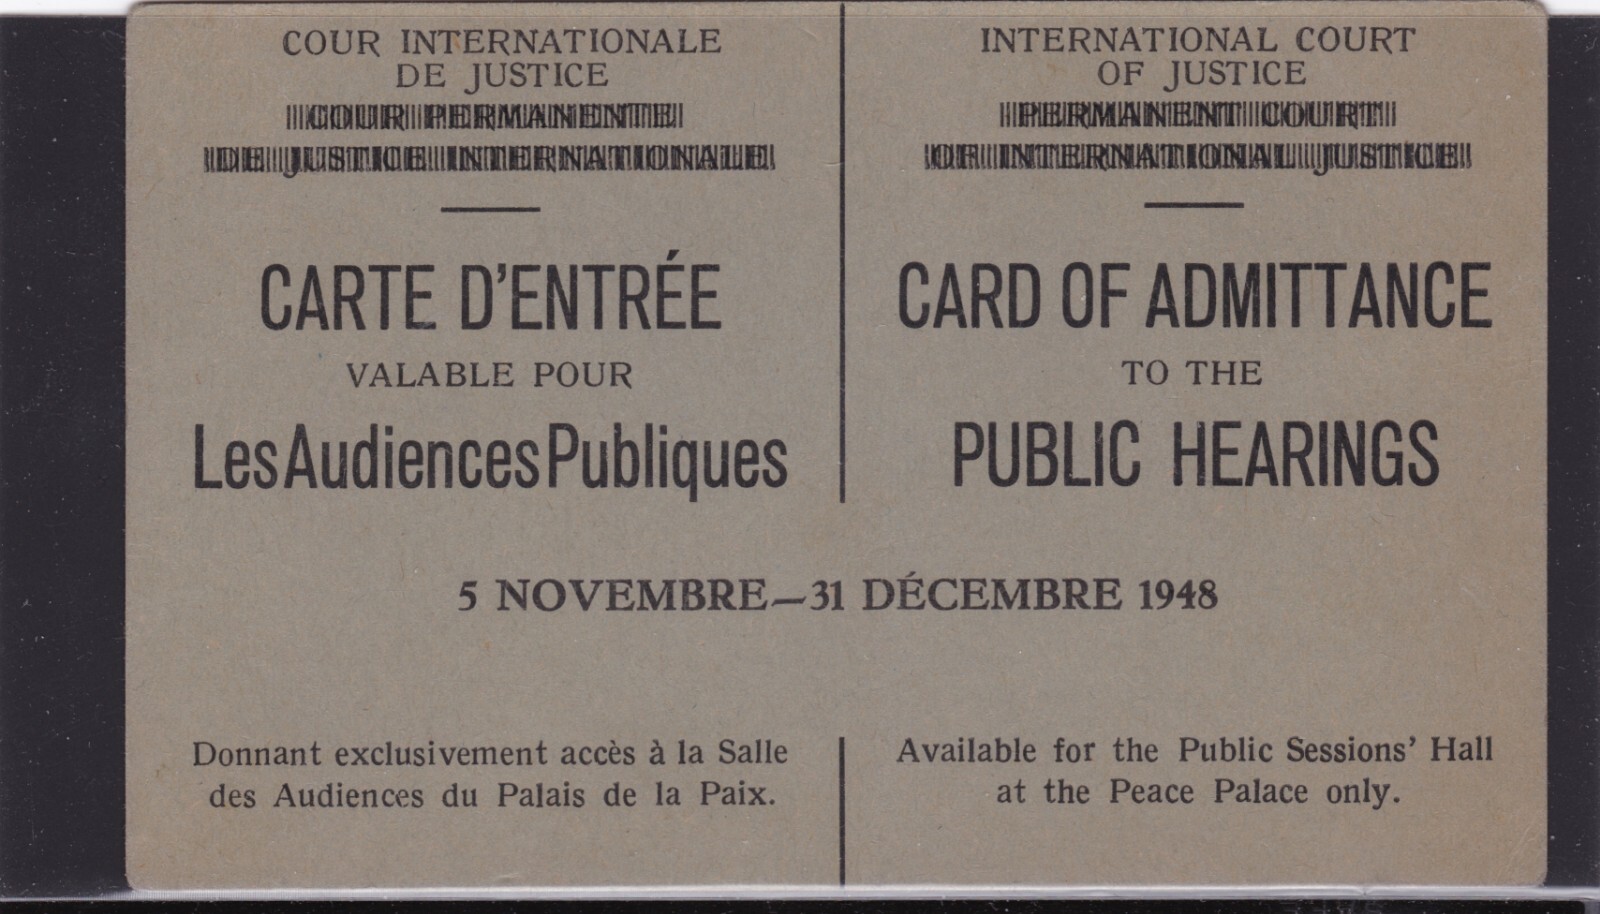 COUR INTERNATIONALE
DE JUSTICE
COUR PERMANENTE
DE JUSTICE INTERNATIONALE
CARTE D'ENTRÉE
VALABLE POUR
Les Audiences Publiques
INTERNATIONAL COURT
OF JUSTICE
PERMANENT COURT
OF INTERNATIONAL JUSTICE
CARD OF ADMITTANCE
TO THE
PUBLIC HEARINGS
5 NOVEMBRE—31 DÉCEMBRE 1948
Donnant exclusivement accès à la Salle
des Audiences du Palais de la Paix.
Available for the Public Sessions' Hall
at the Peace Palace only.